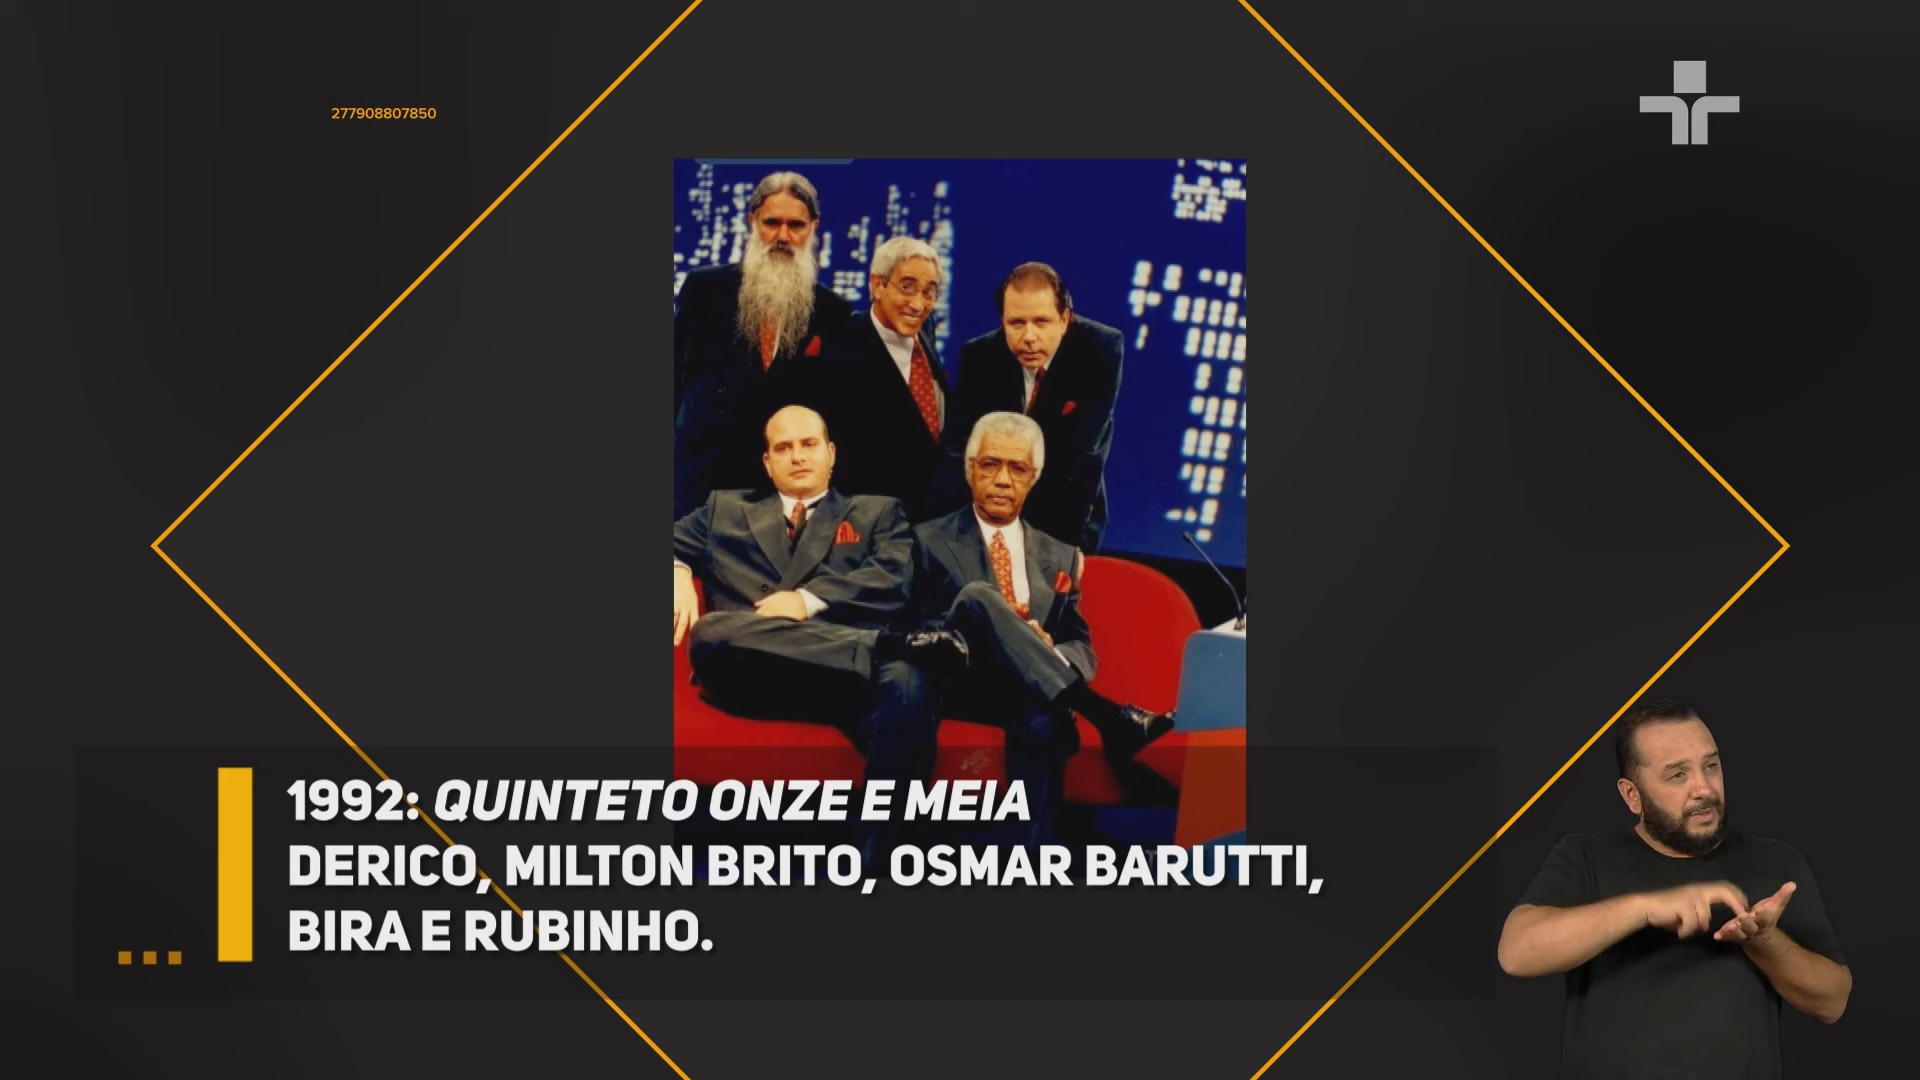 277908807850
1992: QUINTETO ONZE E MEIA
DERICO, MILTON BRITO, OSMAR BARUTTI,
BIRA E RUBINHO.